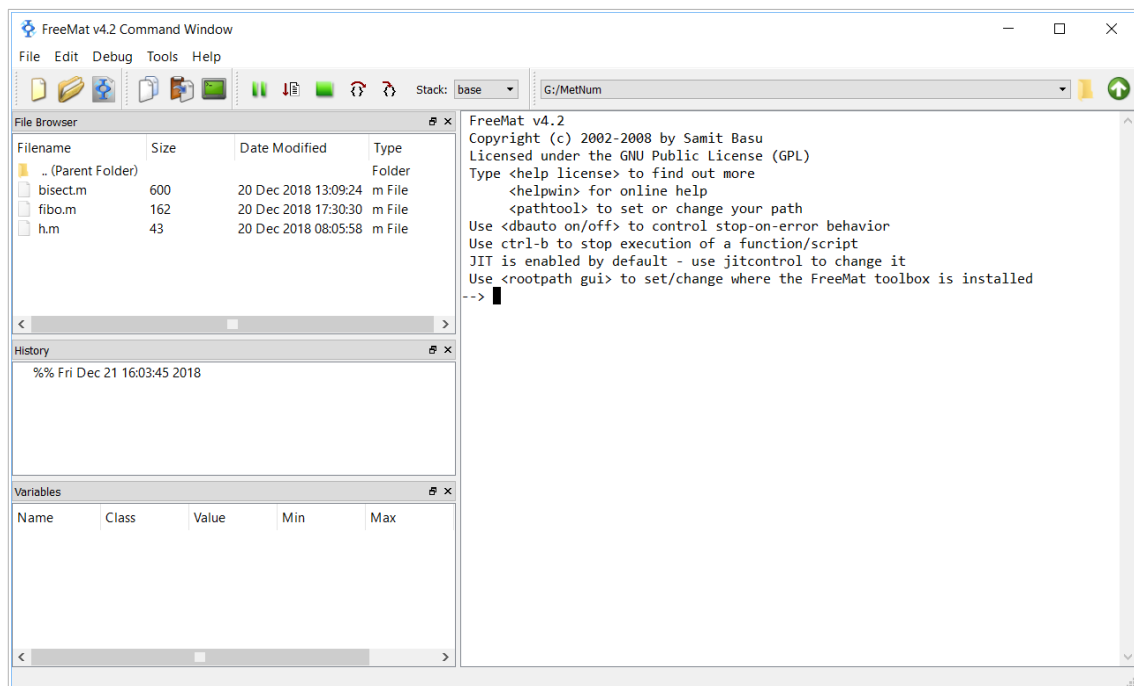 FreeMat v4.2 Command Window
File Edit Debug Tools Help
Stack: base G:/MetNum
File Browser
Filename Size Date Modified Type
.. (Parent Folder) Folder
bisect.m 600 20 Dec 2018 13:09:24 m File
fibo.m 162 20 Dec 2018 17:30:30 m File
h.m 43 20 Dec 2018 08:05:58 m File
History
%% Fri Dec 21 16:03:45 2018
Variables
Name Class Value Min Max
FreeMat v4.2
Copyright (c) 2002-2008 by Samit Basu
Licensed under the GNU Public License (GPL)
Type <help license> to find out more
<helpwin> for online help
<pathtool> to set or change your path
Use <dbauto on/off> to control stop-on-error behavior
Use ctrl-b to stop execution of a function/script
JIT is enabled by default - use jitcontrol to change it
Use <rootpath gui> to set/change where the FreeMat toolbox is installed
-->